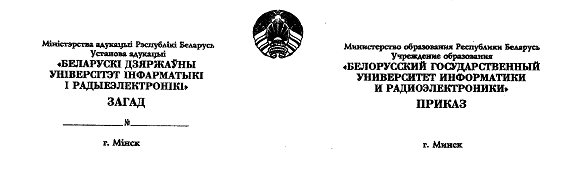 Міністэрства адукацыі Рэспублікі Беларусь
Установа адукацыі
«БЕЛАРУСКІ ДЗЯРЖАЎНЫ
УНІВЕРСІТЭТ ІНФАРМАТЫКІ
І РАДЫЕЭЛЕКТРОНІКІ»
ЗАГАД
№
г. Мінск
Министерство образования Республики Беларусь
Учреждение образования
«БЕЛОРУССКИЙ ГОСУДАРСТВЕННЫЙ
УНИВЕРСИТЕТ ИНФОРМАТИКИ
И РАДИОЭЛЕКТРОНИКИ»
ПРИКАЗ
г. Минск